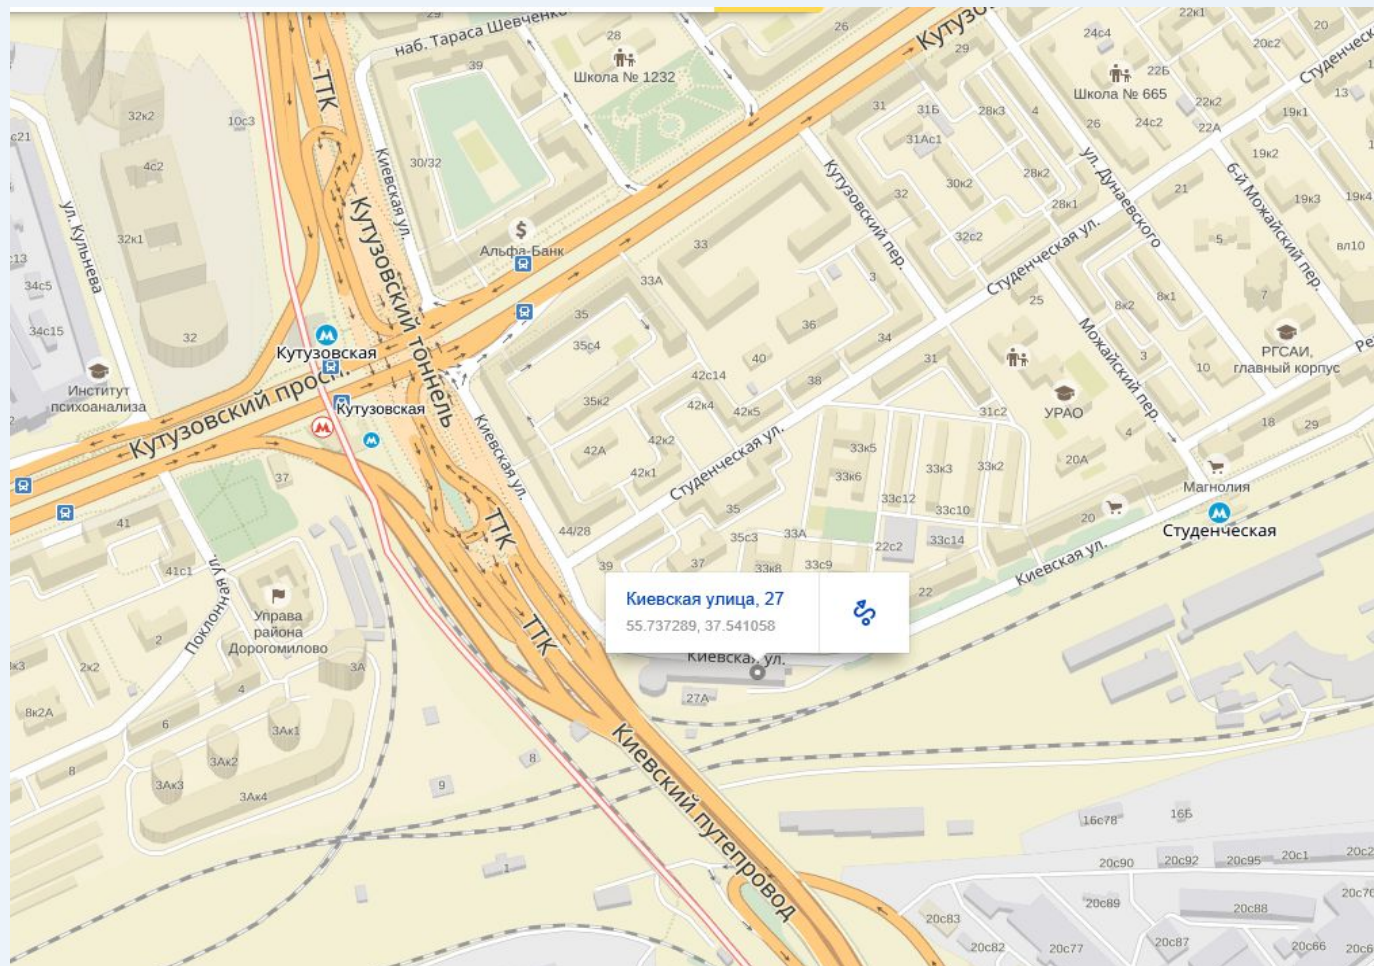 29
наб. Тараса Шевченко
28
26
Кутузо
22к1
24с4
20
20с2
Студенческ
39
Школа № 1232
29
22Б
Школа № 665
13
32к2
10с3
ТТК
31
31Б
28к3
4
22к2
19к1
с21
31Ас1
26
24с2
22А
4с2
30/32
Киевская ул.
28к2
19к2
ул. Дунаевского
6-й Можайский пер.
30к2
32
Кутузовский пер.
21
19к3
19к4
28к1
ул. Кульнева
Кутузовский тоннель
32к1
Альфа-Банк
33
32с2
Студенческая ул.
5
вл10
с13
34с5
33А
3
25
8к2
8к1
7
34с15
32
Кутузовская
35
36
34
Можайский пер.
РГСАИ,
главный корпус
35с4
40
31
3
10
Институт
психоанализа
42с14
38
УРАО
Кутузовский просп.
Кутузовская
35к2
42к4
42к5
31с2
18
29
Киевская ул.
42А
42к2
33к5
4
37
42к1
Студенческая ул.
33к6
33к3
33к2
20А
Магнолия
33с12
41
ТТК
44/28
35
33с10
20
Студенческая
35с3
33А
22с2
33с14
Киевская ул.
41с1
39
37
33к8
33с9
22
Поклонная ул.
Управа
района
Дорогомилово
Киевская улица, 27
55.737289, 37.541058
2
ТТК
Киевская ул.
к3
2к2
3А
27А
4
8к2А
6
3Ак1
Киевский путепровод
8
3Ак2
8
3Ак3
3Ак4
9
16с78
16Б
1
20с90
20с92
20с95
20с1
20с2
20с89
20с88
20с70
20с83
20с82
20с77
20с87
20с66
20с6